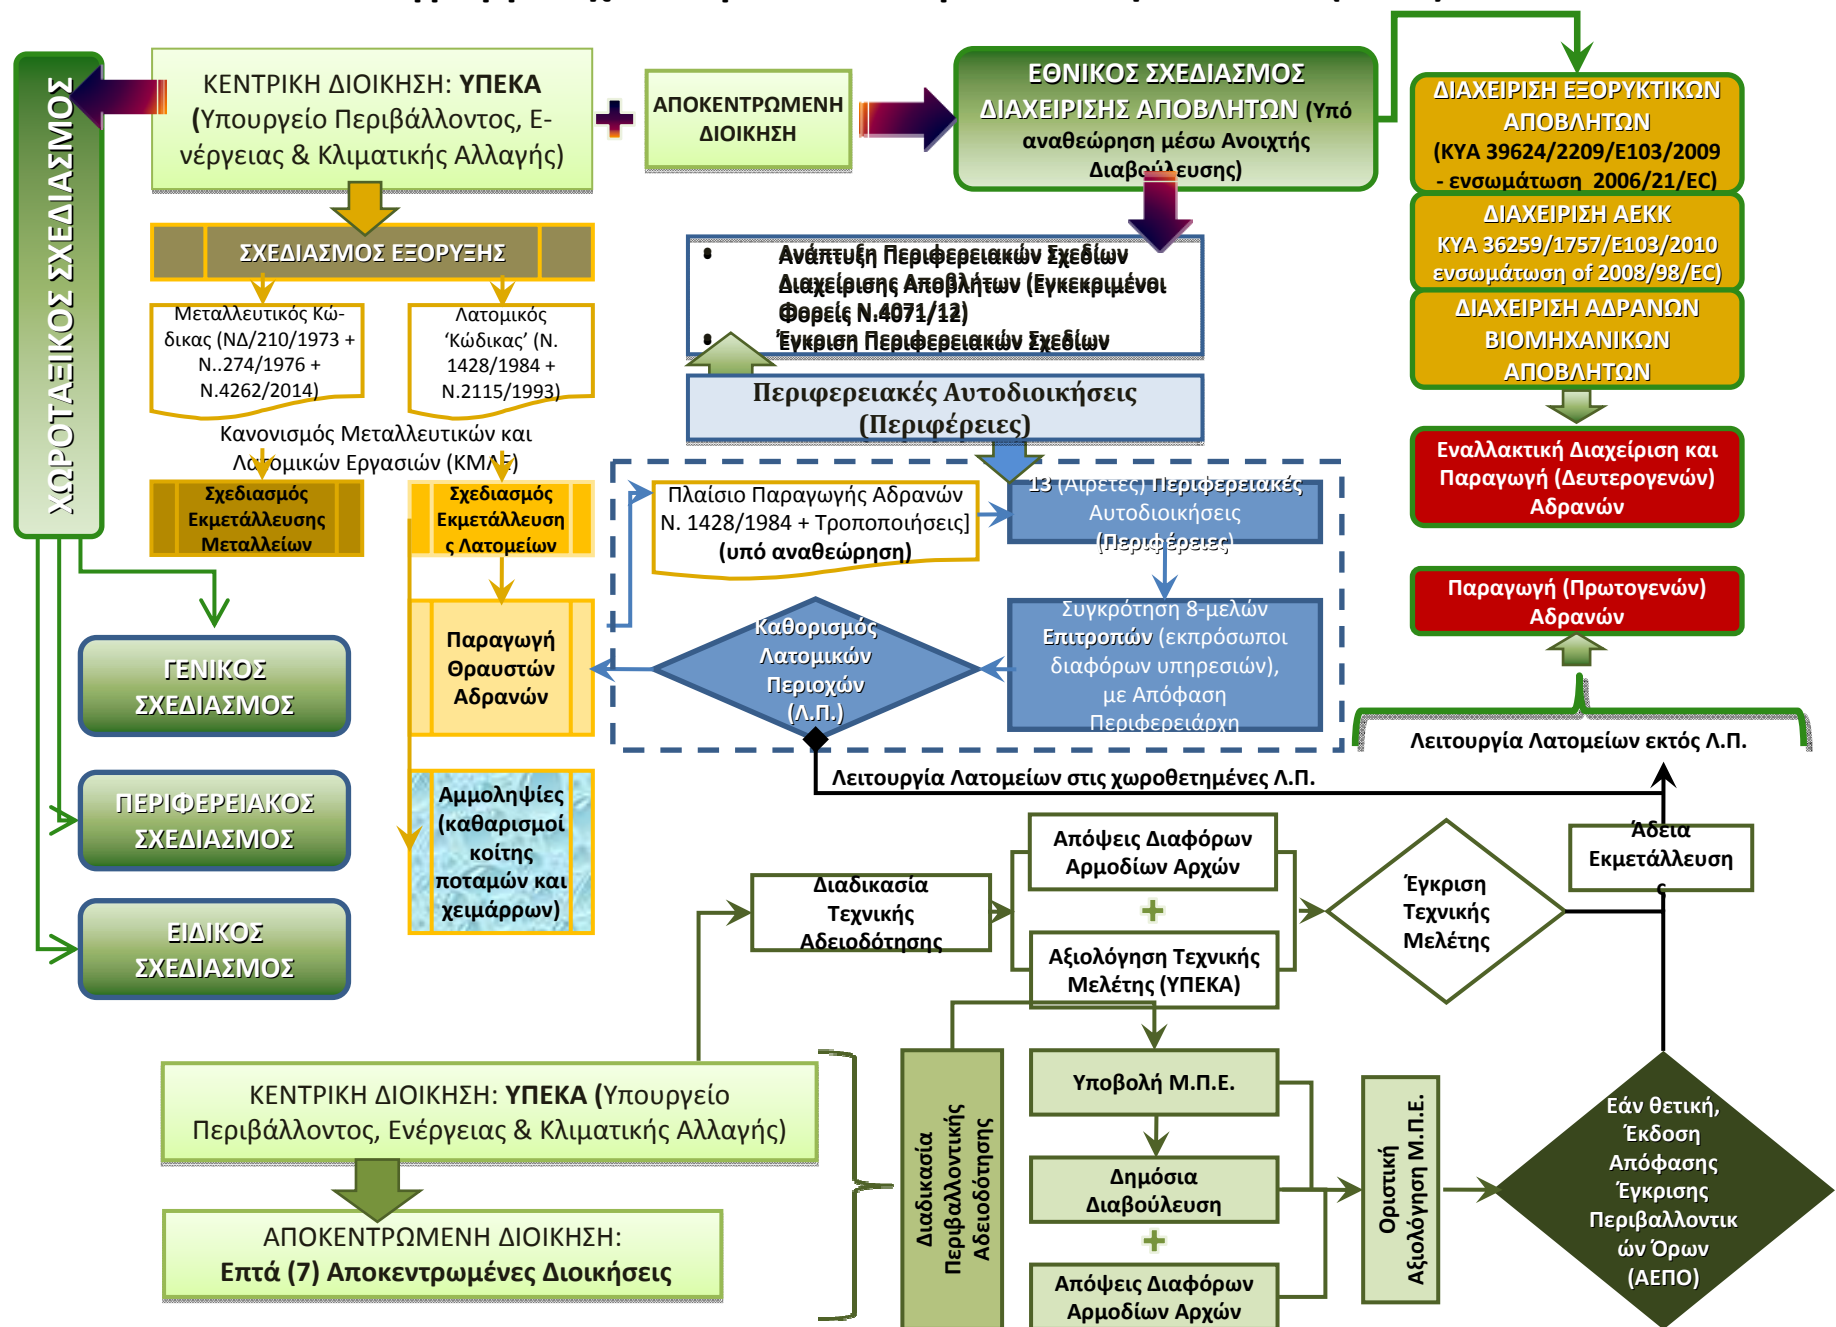 ΧΩΡΟΤΑΞΙΚΟΣ ΣΧΕΔΙΑΣΜΟΣ
ΚΕΝΤΡΙΚΗ ΔΙΟΙΚΗΣΗ: ΥΠΕΚΑ
(Υπουργείο Περιβάλλοντος, Ε-
νέργειας & Κλιματικής Αλλαγής)
ΑΠΟΚΕΝΤΡΩΜΕΝΗ
ΔΙΟΙΚΗΣΗ
ΕΘΝΙΚΟΣ ΣΧΕΔΙΑΣΜΟΣ
ΔΙΑΧΕΙΡΙΣΗΣ ΑΠΟΒΛΗΤΩΝ (Υπό
αναθεώρηση μέσω Ανοιχτής
Διαβούλευσης)
ΔΙΑΧΕΙΡΙΣΗ ΕΞΟΡΥΚΤΙΚΩΝ
ΑΠΟΒΛΗΤΩΝ
(ΚΥΑ 39624/2209/Ε103/2009
- ενσωμάτωση 2006/21/EC)
ΔΙΑΧΕΙΡΙΣΗ ΑΕΚΚ
ΚΥΑ 36259/1757/Ε103/2010
ενσωμάτωση of 2008/98/EC)
ΔΙΑΧΕΙΡΙΣΗ ΑΔΡΑΝΩΝ
ΒΙΟΜΗΧΑΝΙΚΩΝ
ΑΠΟΒΛΗΤΩΝ
ΣΧΕΔΙΑΣΜΟΣ ΕΞΟΡΥΞΗΣ
Μεταλλευτικός Κώ-
δικας (ΝΔ/210/1973 +
Ν..274/1976 +
Ν.4262/2014)
Λατομικός
‘Κώδικας’ (Ν.
1428/1984 +
Ν.2115/1993)
• Ανάπτυξη Περιφερειακών Σχεδίων
Διαχείρισης Αποβλήτων (Εγκεκριμένοι
Φορείς Ν.4071/12)
• Έγκριση Περιφερειακών Σχεδίων
Περιφερειακές Αυτοδιοικήσεις
(Περιφέρειες)
Κανονισμός Μεταλλευτικών και
Λατομικών Εργασιών (ΚΜΛΕ)
Σχεδιασμός
Εκμετάλλευσης
Μεταλλείων
Σχεδιασμός
Εκμετάλλευση
ς Λατομείων
Πλαίσιο Παραγωγής Αδρανών
Ν. 1428/1984 + Τροποποιήσεις]
(υπό αναθεώρηση)
13 (Αιρετές) Περιφερειακές
Αυτοδιοικήσεις
(Περιφέρειες)
Εναλλακτική Διαχείριση και
Παραγωγή (Δευτερογενών)
Αδρανών
Παραγωγή (Πρωτογενών)
Αδρανών
Παραγωγή
Θραυστών
Αδρανών
Καθορισμός
Λατομικών
Περιοχών
(Λ.Π.)
Συγκρότηση 8-μελών
Επιτροπών (εκπρόσωποι
διαφόρων υπηρεσιών),
με Απόφαση
Περιφερειάρχη
ΓΕΝΙΚΟΣ
ΣΧΕΔΙΑΣΜΟΣ
ΠΕΡΙΦΕΡΕΙΑΚΟΣ
ΣΧΕΔΙΑΣΜΟΣ
ΕΙΔΙΚΟΣ
ΣΧΕΔΙΑΣΜΟΣ
Λειτουργία Λατομείων εκτός Λ.Π.
Λειτουργία Λατομείων στις χωροθετημένες Λ.Π.
Αμμοληψίες
(καθαρισμοί
κοίτης
ποταμών και
χειμάρρων)
Διαδικασία
Τεχνικής
Αδειοδότησης
Απόψεις Διαφόρων
Αρμοδίων Αρχών
Αξιολόγηση Τεχνικής
Μελέτης (ΥΠΕΚΑ)
Έγκριση
Τεχνικής
Μελέτης
Άδεια
Εκμετάλλευση
ς
ΚΕΝΤΡΙΚΗ ΔΙΟΙΚΗΣΗ: ΥΠΕΚΑ (Υπουργείο
Περιβάλλοντος, Ενέργειας & Κλιματικής Αλλαγής)
ΑΠΟΚΕΝΤΡΩΜΕΝΗ ΔΙΟΙΚΗΣΗ:
Επτά (7) Αποκεντρωμένες Διοικήσεις
Διαδικασία
Περιβαλλοντικής
Αδειοδότησης
Υποβολή Μ.Π.Ε.
Δημόσια
Διαβούλευση
Απόψεις Διαφόρων
Αρμοδίων Αρχών
Οριστική
Αξιολόγηση Μ.Π.Ε.
Εάν θετική,
Έκδοση
Απόφασης
Έγκρισης
Περιβαλλοντικ
ών Όρων
(ΑΕΠΟ)